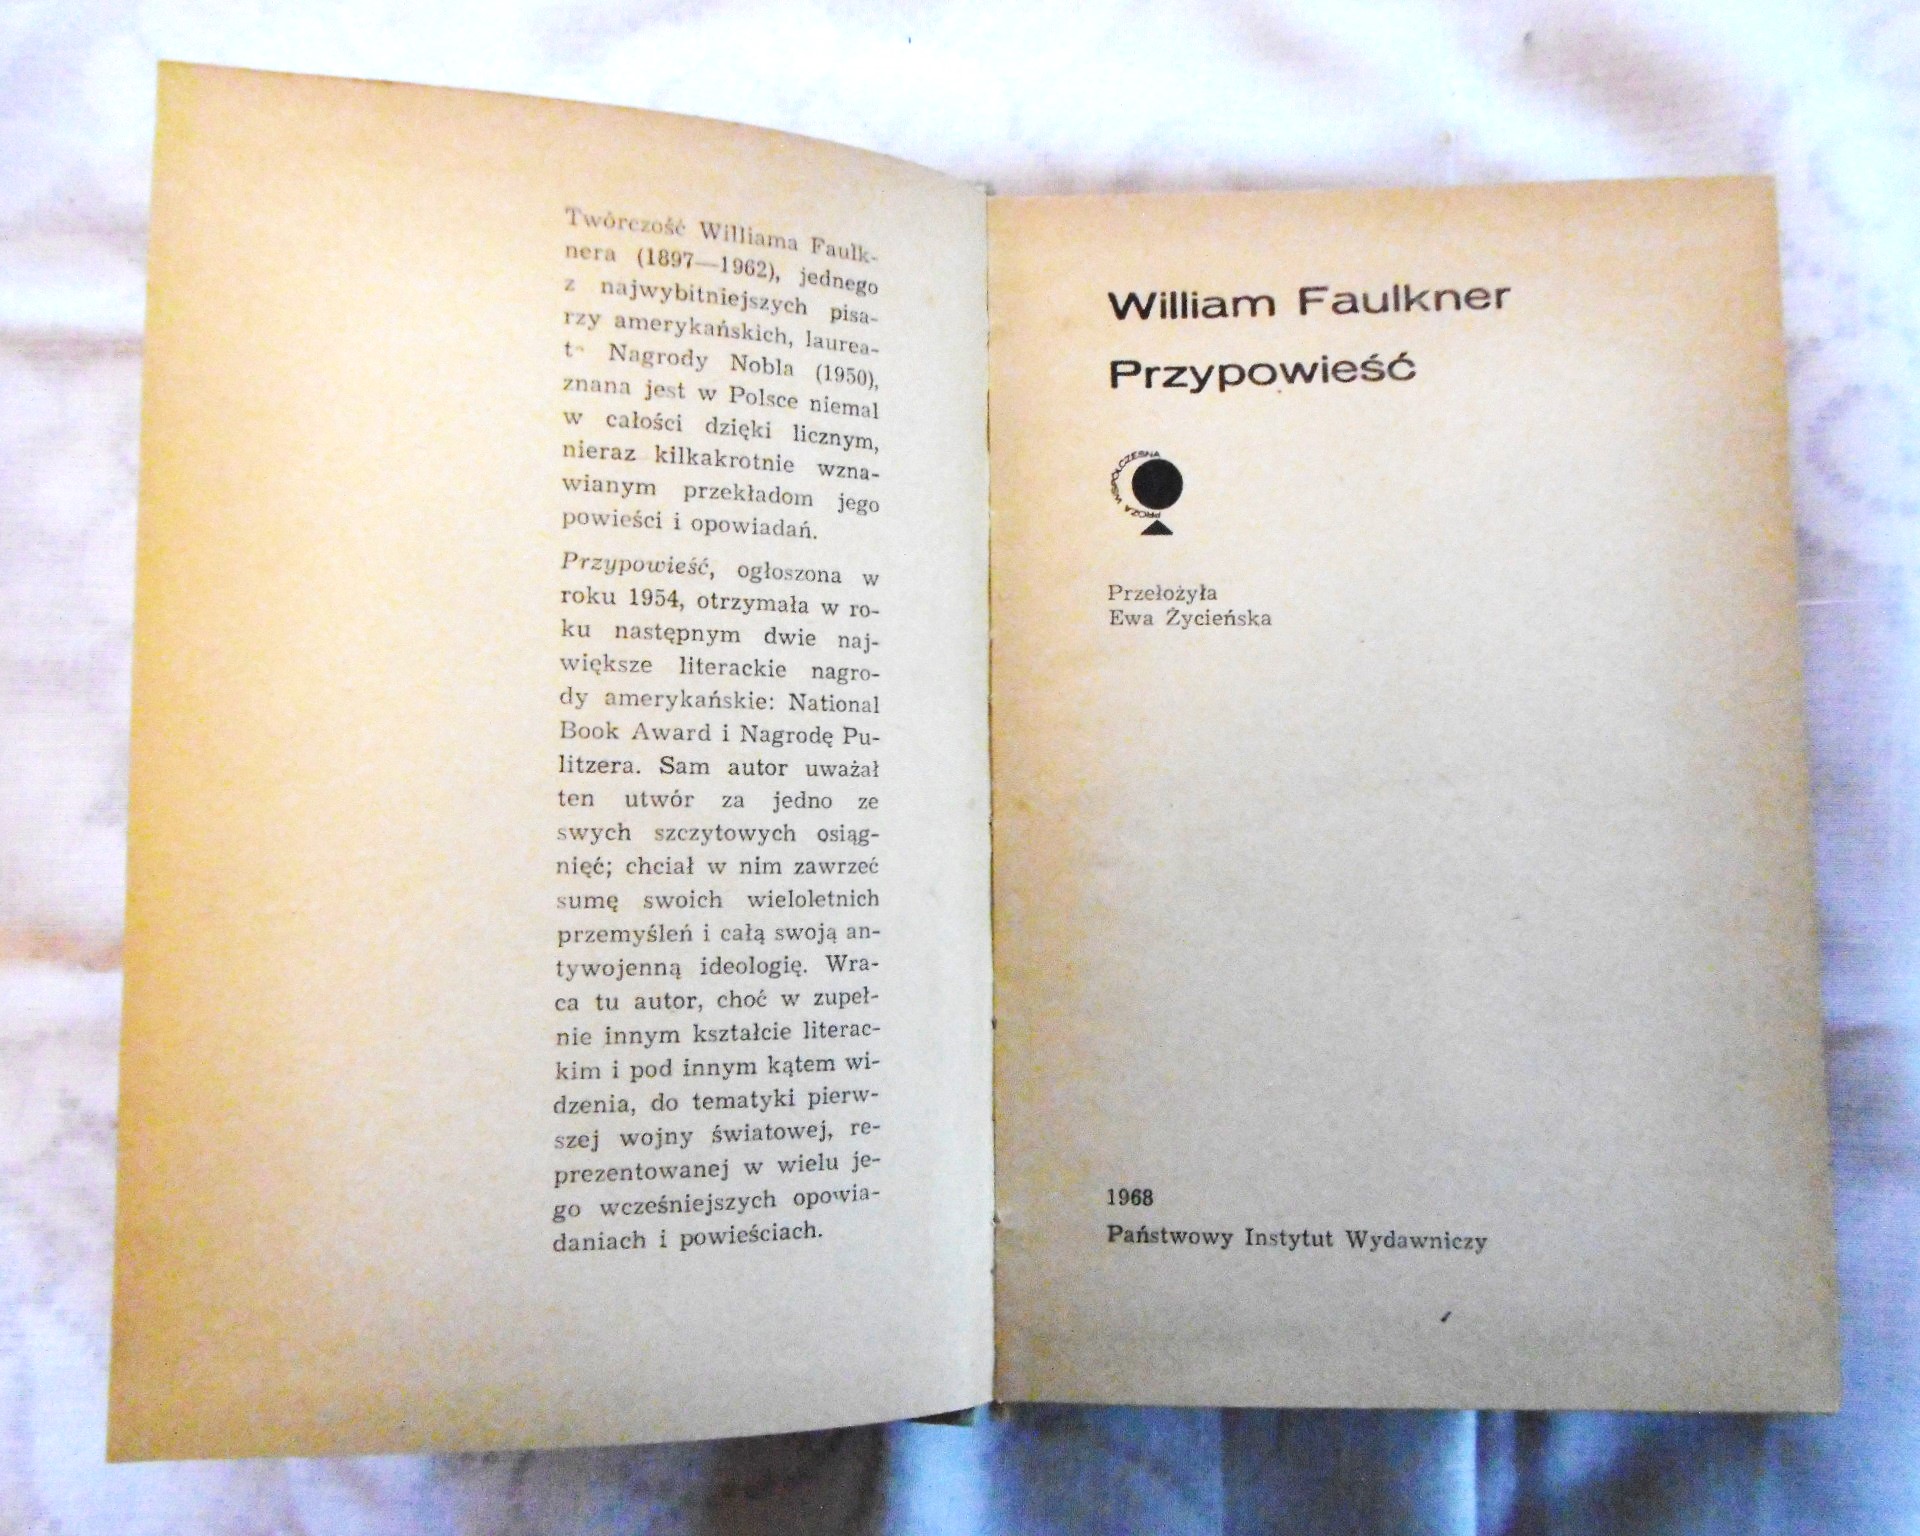 Twórczość Williama Faulk-
nera (1897—1962), jednego
z najwybitniejszych pisa-
rzy amerykańskich, laurea-
t Nagrody Nobla (1950),
znana jest w Polsce niemal
w całości dzięki licznym,
nieraz kilkakrotnie wzna-
wianym przekładom jego
powieści i opowiadań.
Przypowieść, ogłoszona w
roku 1954, otrzymała w ro-
ku następnym dwie naj-
większe literackie nagro-
dy amerykańskie: National
Book Award i Nagrodę Pu-
litzera. Sam autor uważał
ten utwór za jedno ze
swych szczytowych osiąg-
nięć; chciał w nim zawrzeć
sumę swoich wieloletnich
przemyśleń i całą swoją an-
tywojenną ideologię. Wra-
ca tu autor, choć w zupeł-
nie innym kształcie literac-
kim i pod innym kątem wi-
dzenia, do tematyki pierw-
szej wojny światowej, re-
prezentowanej w wielu je-
go wcześniejszych opowia-
daniach i powieściach.
William Faulkner
Przypowieść
PROZA WSPÓŁCZESNA
Przełożyła
Ewa Życieńska
1968
Państwowy Instytut Wydawniczy